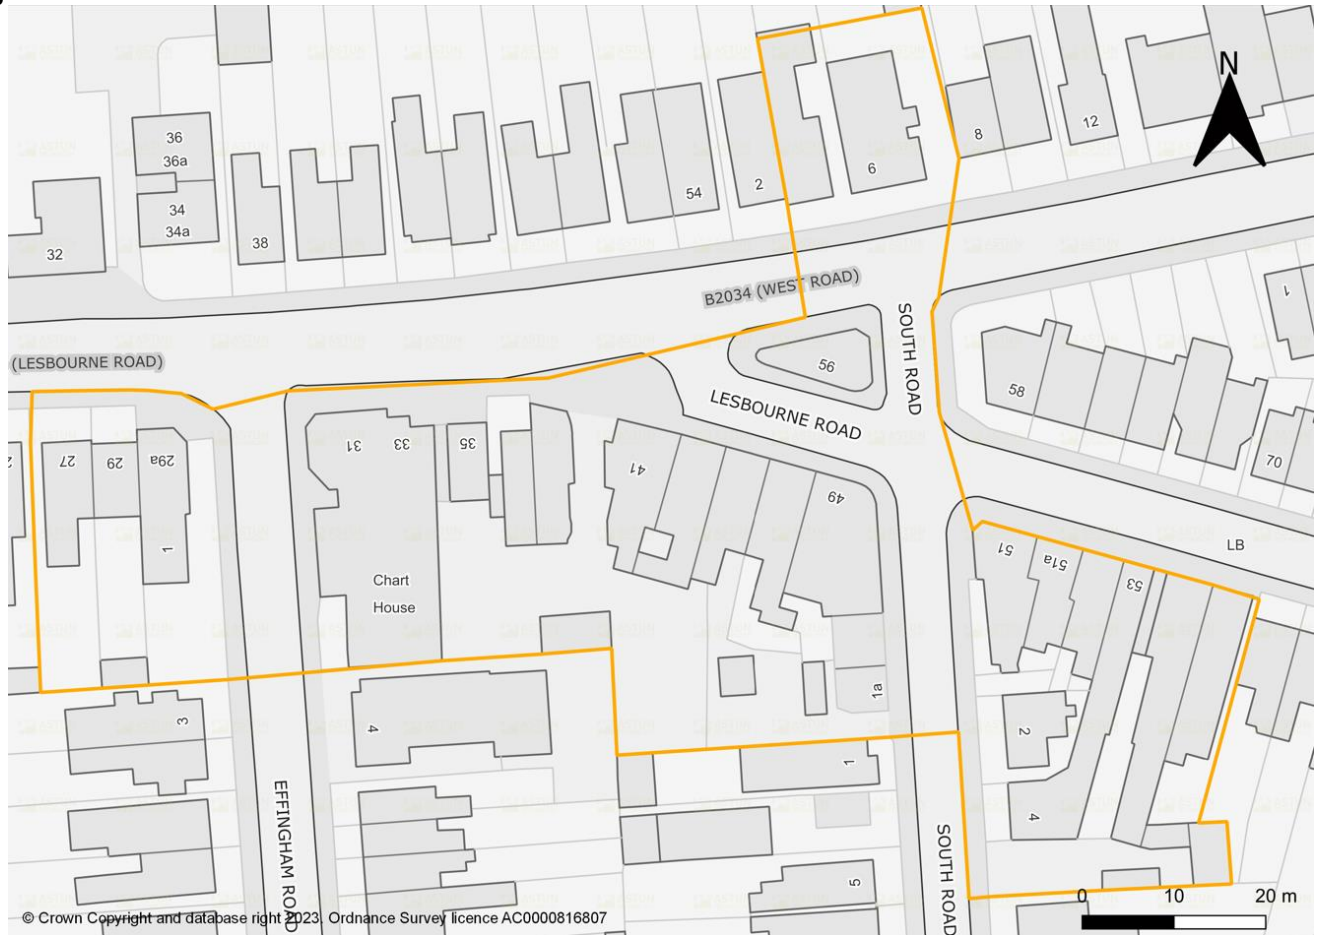 N
36
36a
34
34a
32
38
54
2
6
8
12
B2034 (WEST ROAD)
(LESBOURNE ROAD)
SOUTH ROAD
1
56
58
LESBOURNE ROAD
70
27
29
29a
31
33
35
41
49
1
Chart
House
51
51a
53
LB
3
4
1a
2
1
4
EFFINGHAM ROAD
SOUTH ROAD
5
0 10 20 m
© Crown Copyright and database right 2023. Ordnance Survey licence AC0000816807